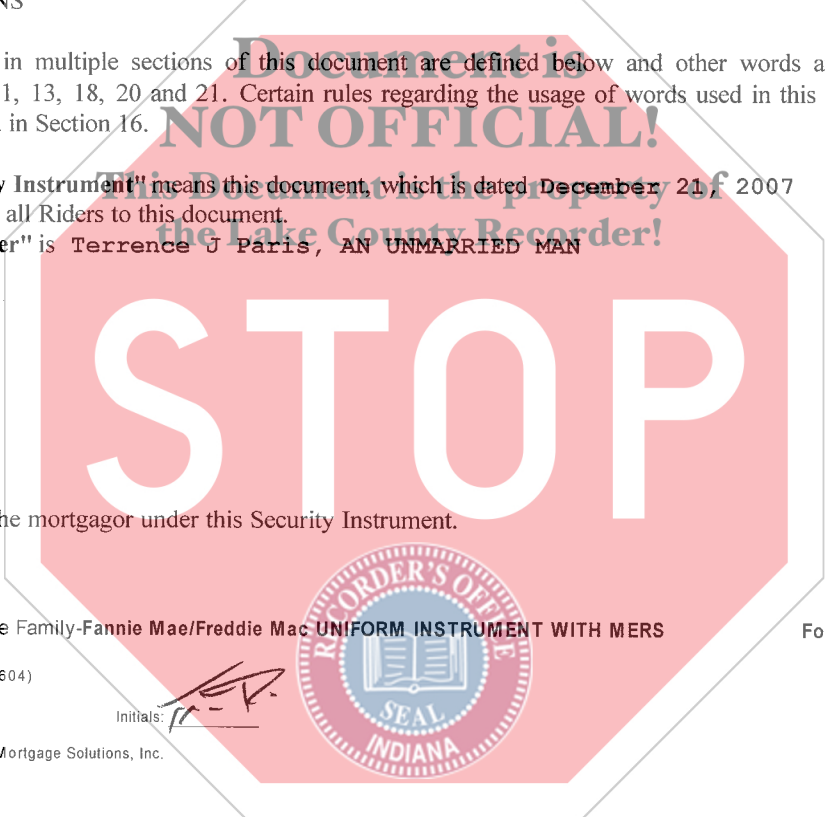 NS
in multiple sections of this document are defined below and other words a
1, 13, 18, 20 and 21. Certain rules regarding the usage of words used in this
in Section 16.
Document is
NOT OFFICIAL!
This Document is the property of
the Lake County Recorder!
y Instrument" means this document, which is dated December 21, 2007
all Riders to this document.
er" is Terrence J Paris, AN UNMARRIED MAN
STOP
he mortgagor under this Security Instrument.
RECORDER'S OFFICE
SEAL
INDIANA
e Family-Fannie Mae/Freddie Mac UNIFORM INSTRUMENT WITH MERS Fo
604)
Initials:
Mortgage Solutions, Inc.